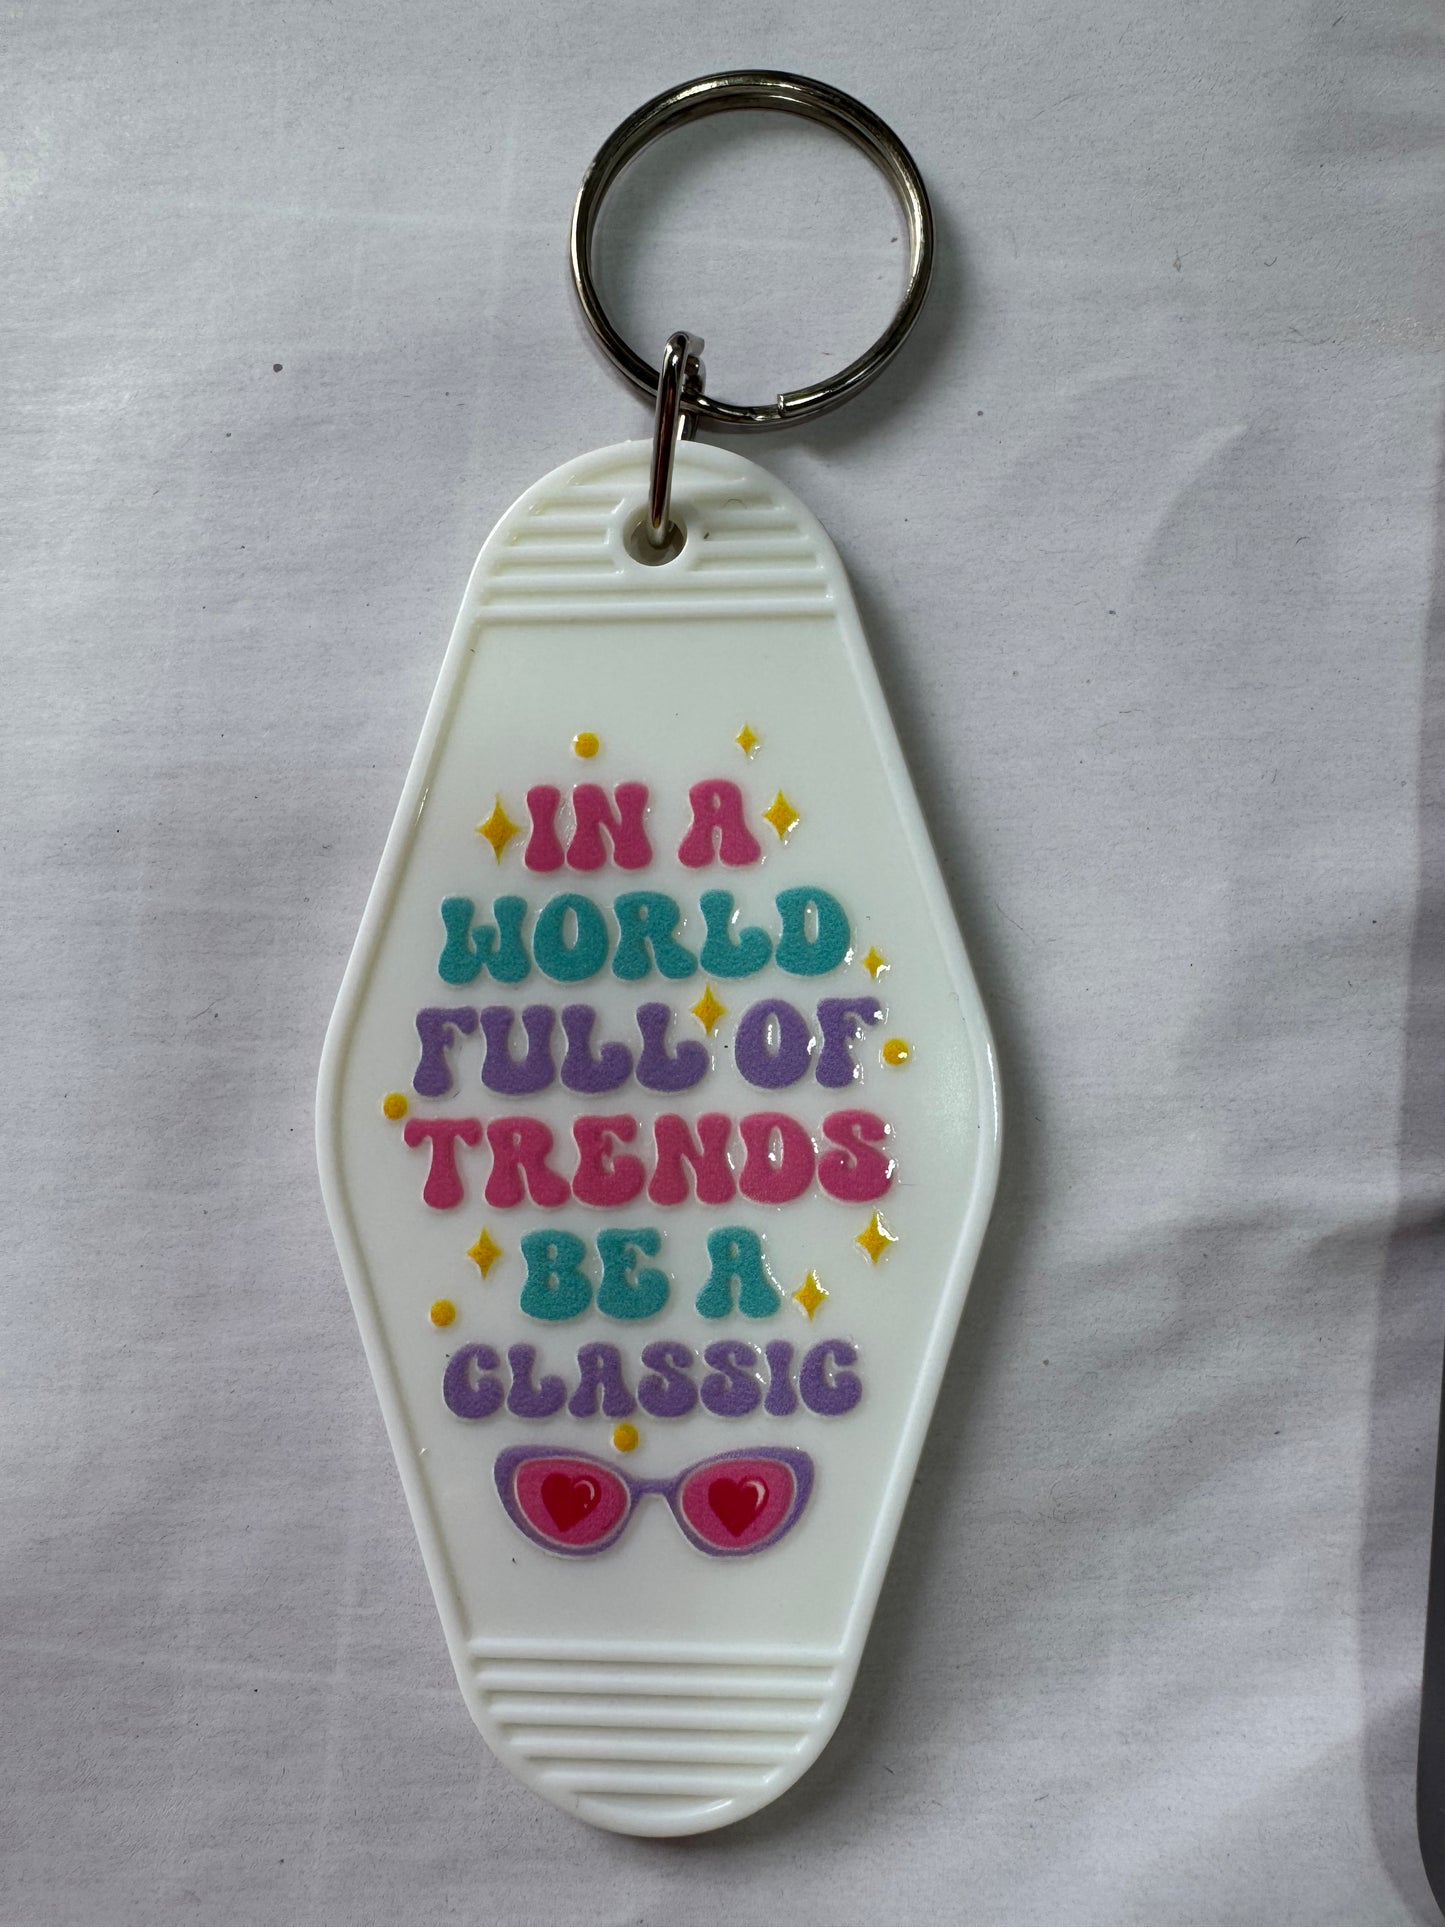 IN A
WORLD
FULL OF
TRENDS
BE A
CLASSIC